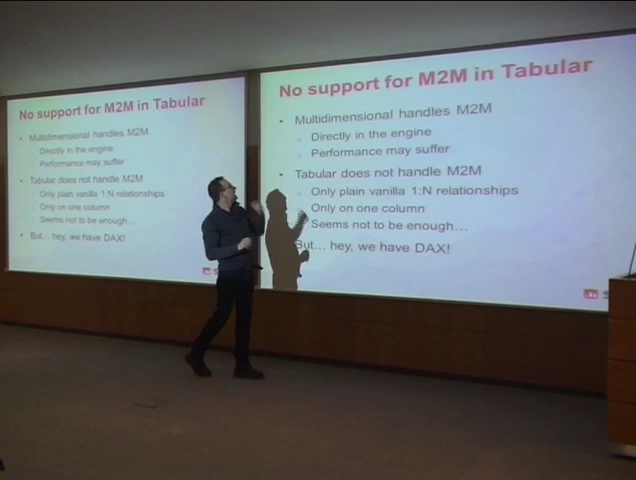 No support for M2M in Tabular
Multidimensional handles M2M
Directly in the engine
Performance may suffer
Tabular does not handle M2M
Only plain vanilla 1:N relationships
Only on one column
Seems not to be enough…
But… hey, we have DAX!
No support for M2M in Tabular
Multidimensional handles M2M
Directly in the engine
Performance may suffer
Tabular does not handle M2M
Only plain vanilla 1:N relationships
Only on one column
Seems not to be enough…
But… hey, we have DAX!